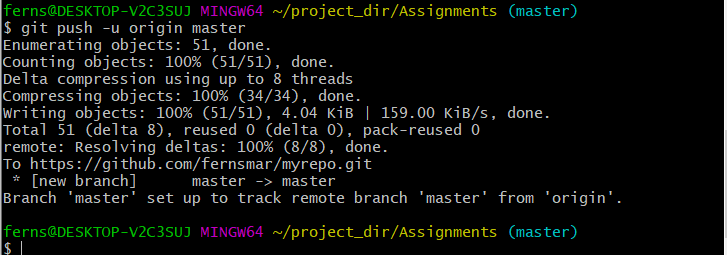 ferns@DESKTOP-V2C3SUJ MINGW64 ~/project_dir/Assignments (master)
$ git push -u origin master
Enumerating objects: 51, done.
Counting objects: 100% (51/51), done.
Delta compression using up to 8 threads
Compressing objects: 100% (34/34), done.
Writing objects: 100% (51/51), 4.04 KiB | 159.00 KiB/s, done.
Total 51 (delta 8), reused 0 (delta 0), pack-reused 0
remote: Resolving deltas: 100% (8/8), done.
To https://github.com/fernsmar/myrepo.git
 * [new branch]      master -> master
Branch 'master' set up to track remote branch 'master' from 'origin'.

ferns@DESKTOP-V2C3SUJ MINGW64 ~/project_dir/Assignments (master)
$